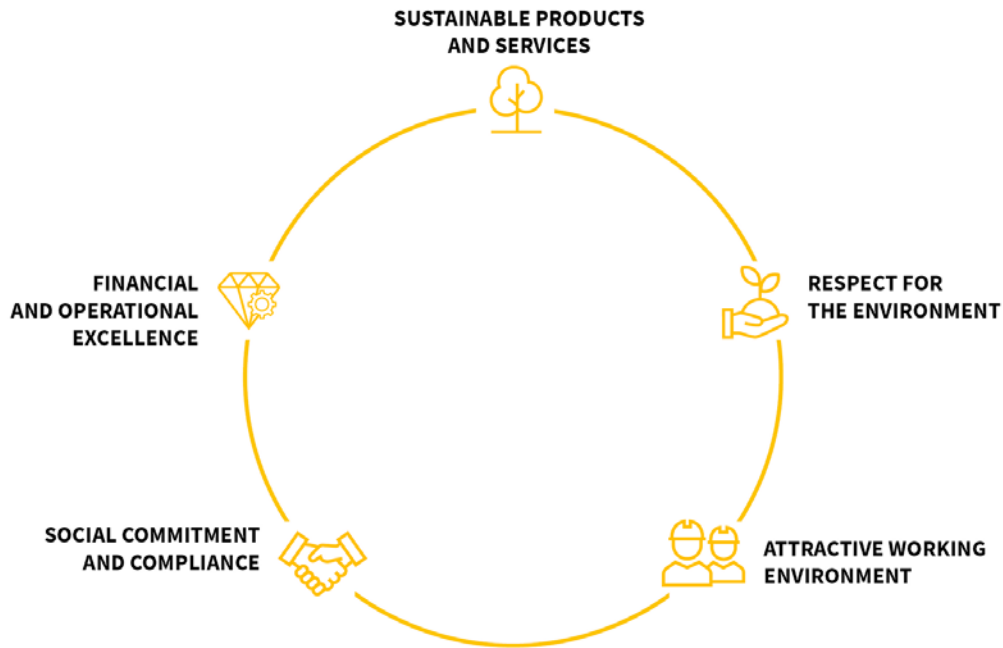 SUSTAINABLE PRODUCTS
AND SERVICES
RESPECT FOR
THE ENVIRONMENT
ATTRACTIVE WORKING
ENVIRONMENT
SOCIAL COMMITMENT
AND COMPLIANCE
FINANCIAL
AND OPERATIONAL
EXCELLENCE